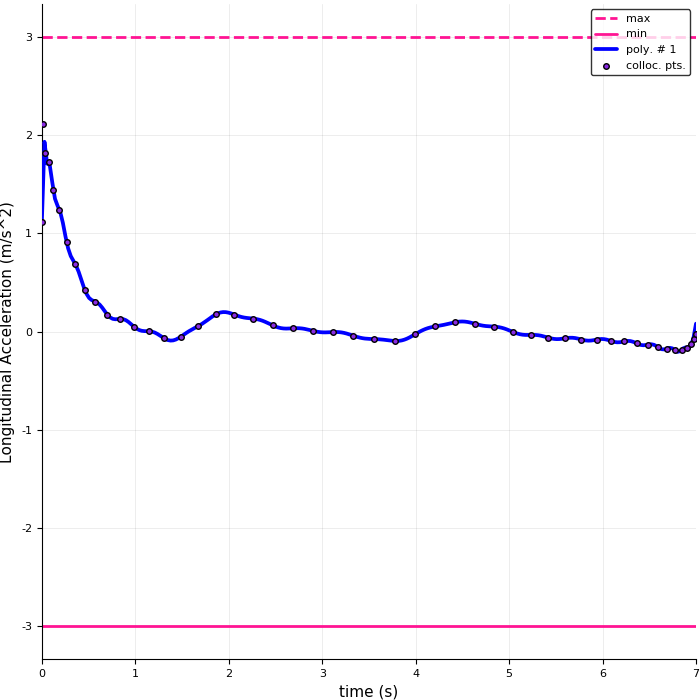 max
min
poly. # 1
colloc. pts.
Longitudinal Acceleration (m/s^2)
3
2
1
0
-1
-2
-3
0 1 2 3 4 5 6 7
time (s)